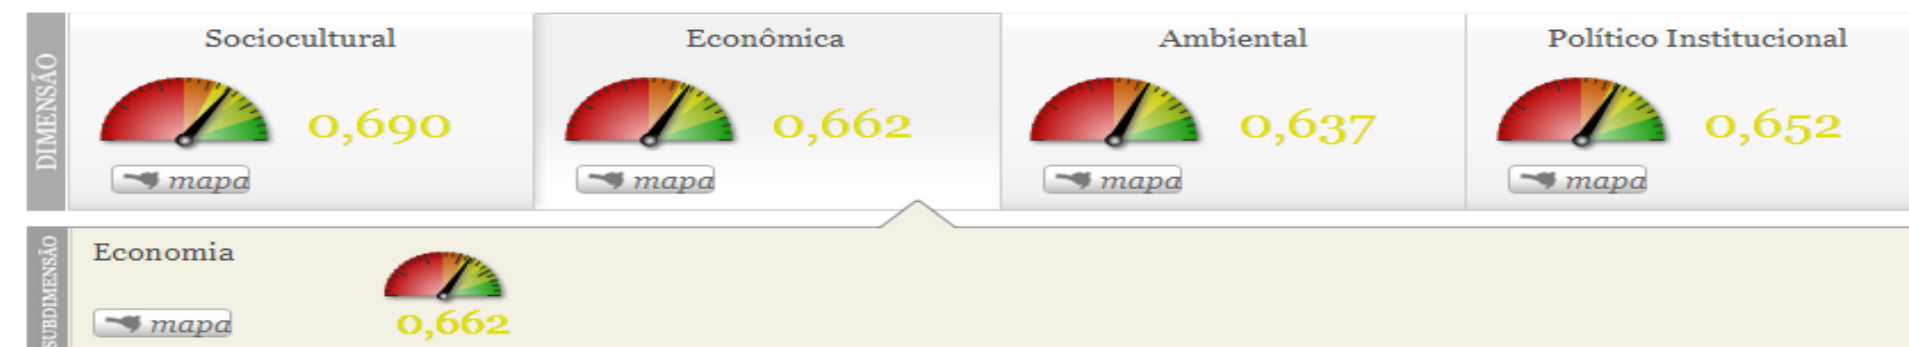 DIMENSÃO
Sociocultural
0,690
mapa
Econômica
0,662
mapa
Ambiental
0,637
mapa
Político Institucional
0,652
mapa
SUBDIMENSÃO
Economia
0,662
mapa